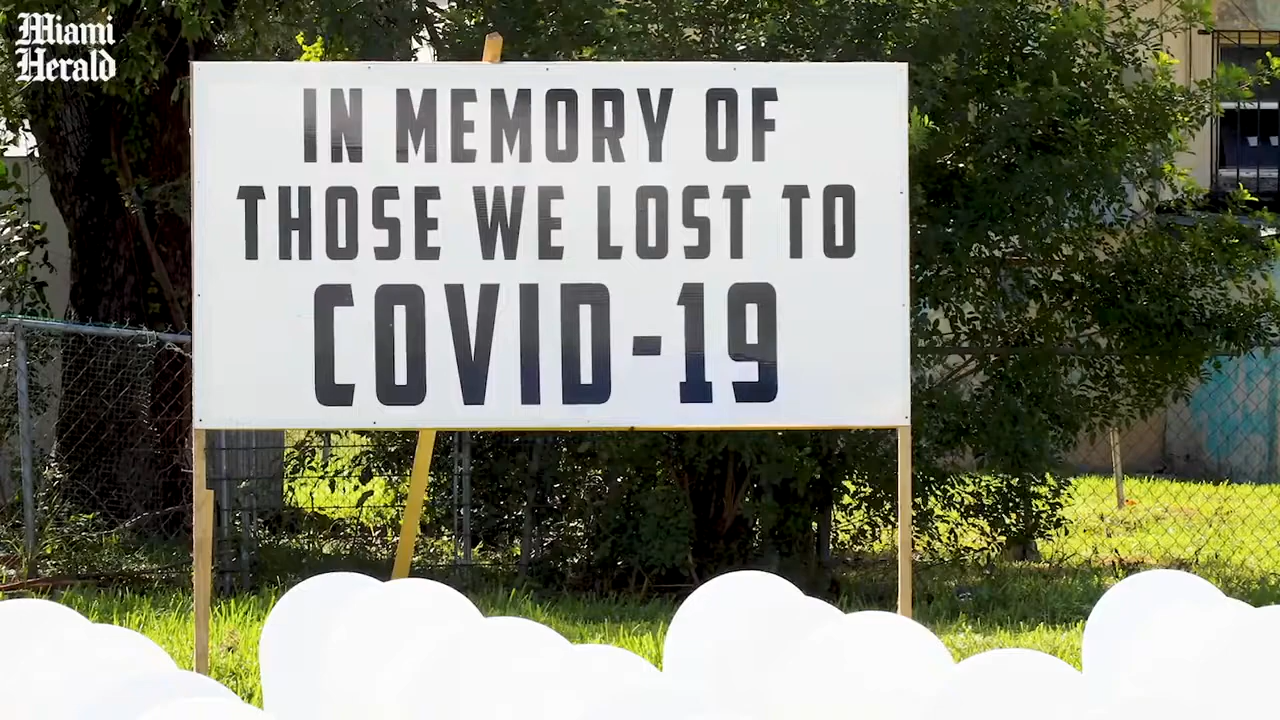 Miami
Herald
IN MEMORY OF
THOSE WE LOST TO
COVID-19